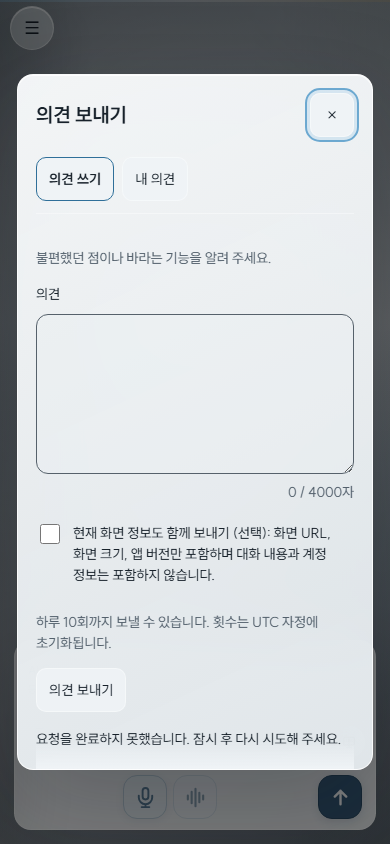 의견 보내기
×
의견 쓰기
내 의견
불편했던 점이나 바라는 기능을 알려 주세요.
의견
0 / 4000자
현재 화면 정보도 함께 보내기 (선택): 화면 URL,
화면 크기, 앱 버전만 포함하며 대화 내용과 계정
정보는 포함하지 않습니다.
하루 10회까지 보낼 수 있습니다. 횟수는 UTC 자정에
초기화됩니다.
의견 보내기
요청을 완료하지 못했습니다. 잠시 후 다시 시도해 주세요.